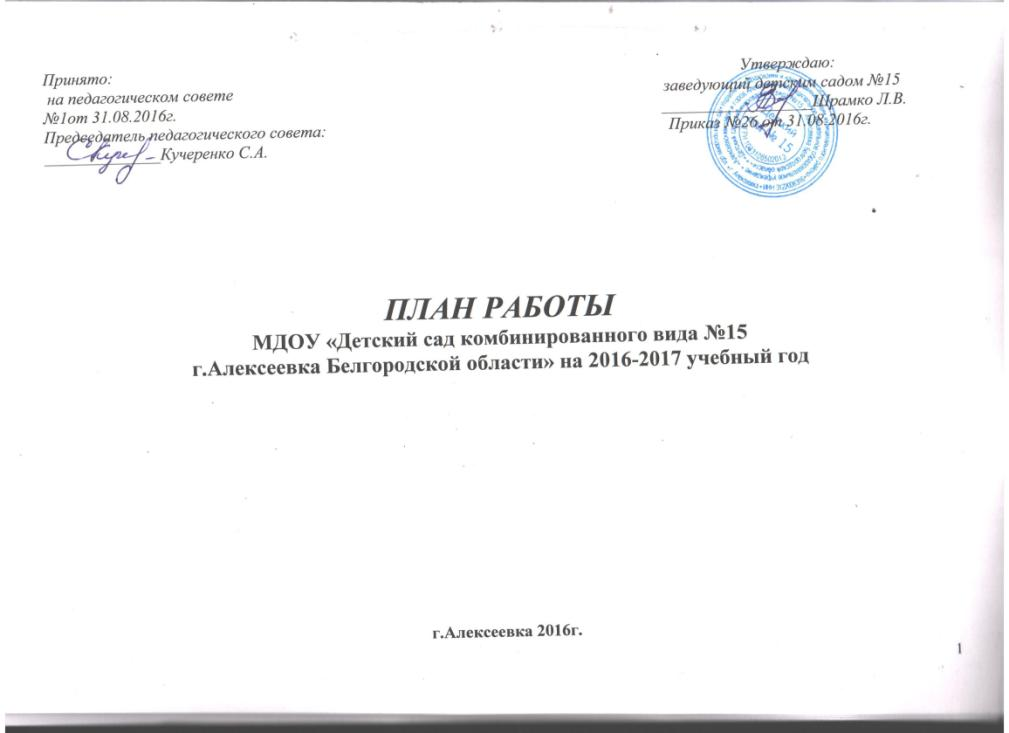 Принято:
на педагогическом совете
№1от 31.08.2016г.
Председатель педагогического совета:
Кучеренко С.А.
Утверждаю:
заведующий детским садом №15
Шрамко Л.В.
Приказ №26 от 31.08.2016г.
№ 15
ПЛАН РАБОТЫ
МДОУ «Детский сад комбинированного вида №15
г.Алексеевка Белгородской области» на 2016-2017 учебный год
г.Алексеевка 2016г.
1